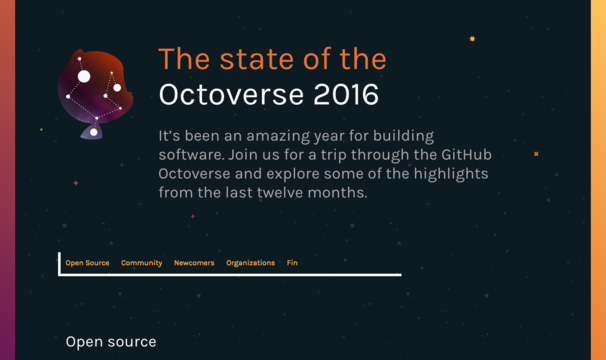 The state of the
Octoverse 2016
It's been an amazing year for building
software. Join us for a trip through the GitHub
Octoverse and explore some of the highlights
from the last twelve months.
Open Source Community Newcomers Organizations Fin
Open source